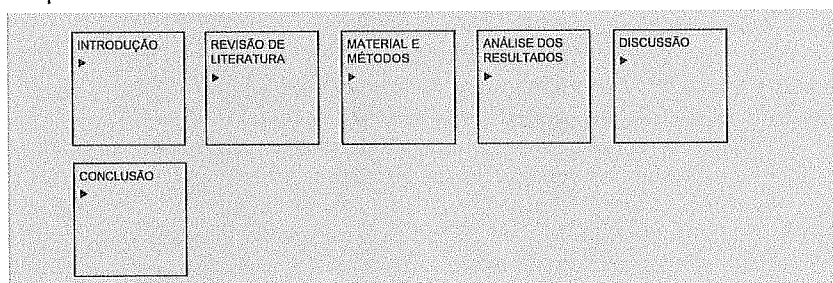 INTRODUÇÃO
REVISÃO DE
LITERATURA
MATERIAL E
MÉTODOS
ANÁLISE DOS
RESULTADOS
DISCUSSÃO
CONCLUSÃO